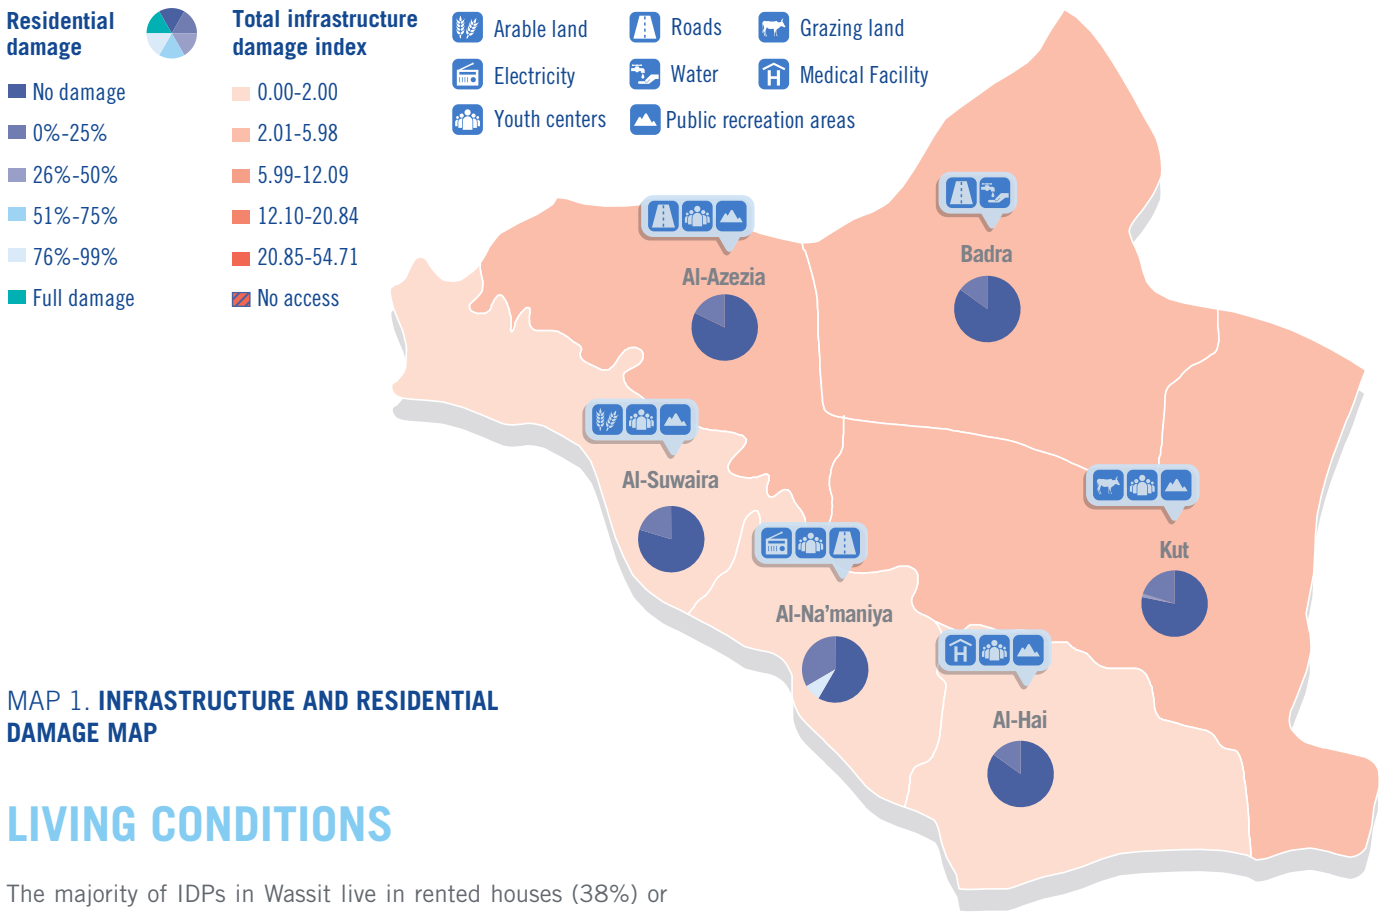 Residential
damage
No damage
0%-25%
26%-50%
51%-75%
76%-99%
Full damage
Total infrastructure
damage index
0.00-2.00
2.01-5.98
5.99-12.09
12.10-20.84
20.85-54.71
No access
Arable land
Roads
Grazing land
Electricity
Water
H
Medical Facility
Youth centers
Public recreation areas
Badra
Al-Azezia
Al-Suwaira
Kut
Al-Na’maniya
H
Al-Hai
MAP 1. INFRASTRUCTURE AND RESIDENTIAL
DAMAGE MAP
LIVING CONDITIONS
The majority of IDPs in Wassit live in rented houses (38%) or